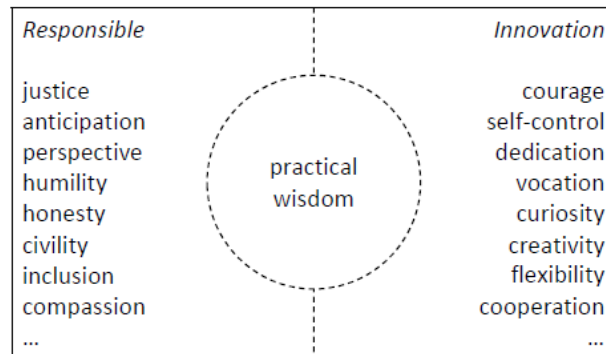 Responsible
justice
anticipation
perspective
humility
honesty
civility
inclusion
compassion
...
practical
wisdom
Innovation
courage
self-control
dedication
vocation
curiosity
creativity
flexibility
cooperation
...